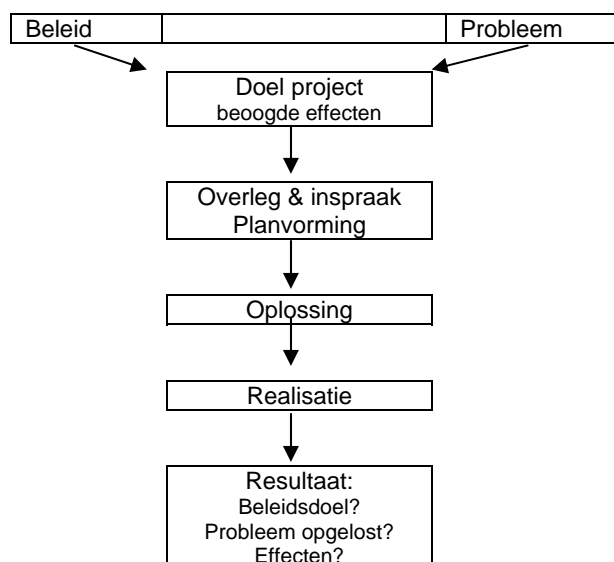 Beleid
Probleem
Doel project
beoogde effecten
Overleg & inspraak
Planvorming
Oplossing
Realisatie
Resultaat:
Beleidsdoel?
Probleem opgelost?
Effecten?